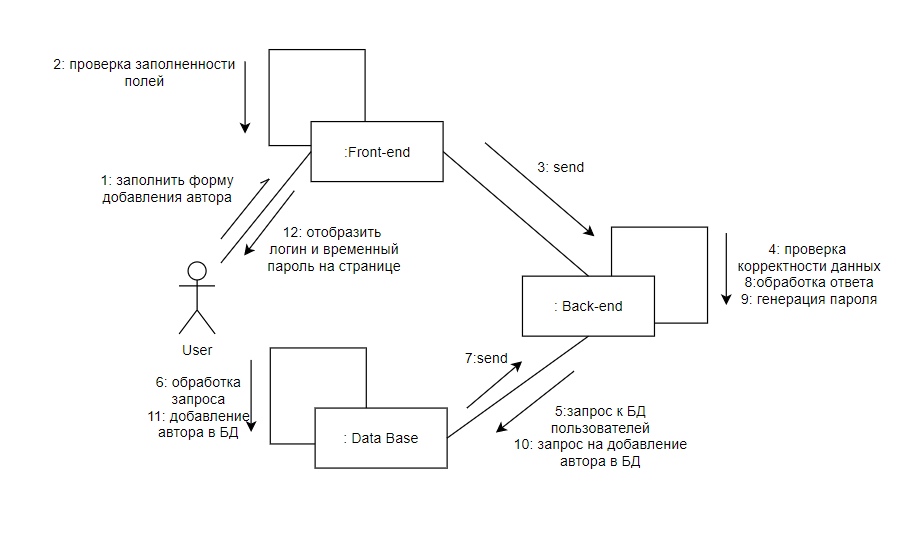 2: проверка заполненности
полей
:Front-end
3: send
1: заполнить форму
добавления автора
12: отобразить
логин и временный
пароль на странице
4: проверка
корректности данных
8:обработка ответа
9: генерация пароля
: Back-end
User
7:send
6: обработка
запроса
11: добавление
автора в БД
: Data Base
5:запрос к БД
пользователей
10: запрос на добавление
автора в БД